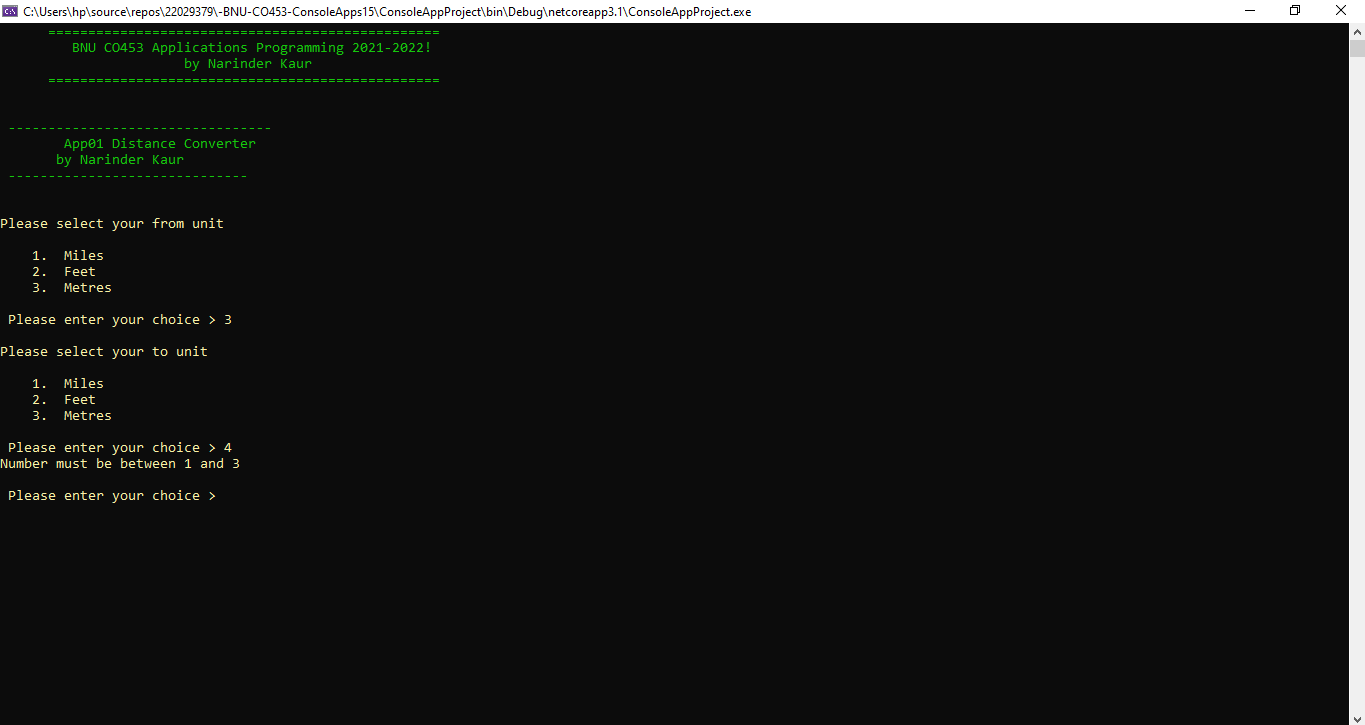 C:\Users\hp\source\repos\22029379\-BNU-CO453-ConsoleApps15\ConsoleAppProject\bin\Debug\netcoreapp3.1\ConsoleAppProject.exe
=================================================
BNU CO453 Applications Programming 2021-2022!
by Narinder Kaur
=================================================
---------------------------------
App01 Distance Converter
by Narinder Kaur
------------------------------
Please select your from unit
1.  Miles
2.  Feet
3.  Metres
Please enter your choice > 3
Please select your to unit
1.  Miles
2.  Feet
3.  Metres
Please enter your choice > 4
Number must be between 1 and 3
Please enter your choice >